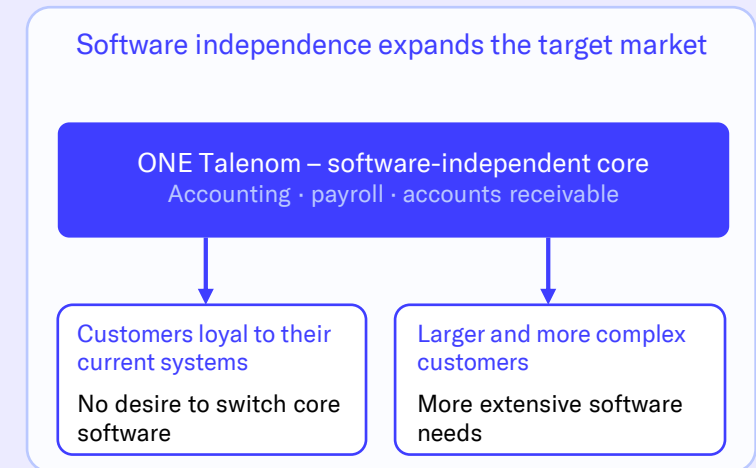 Software independence expands the target market
ONE Talenom – software-independent core
Accounting · payroll · accounts receivable
Customers loyal to their
current systems
No desire to switch core
software
Larger and more complex
customers
More extensive software
needs